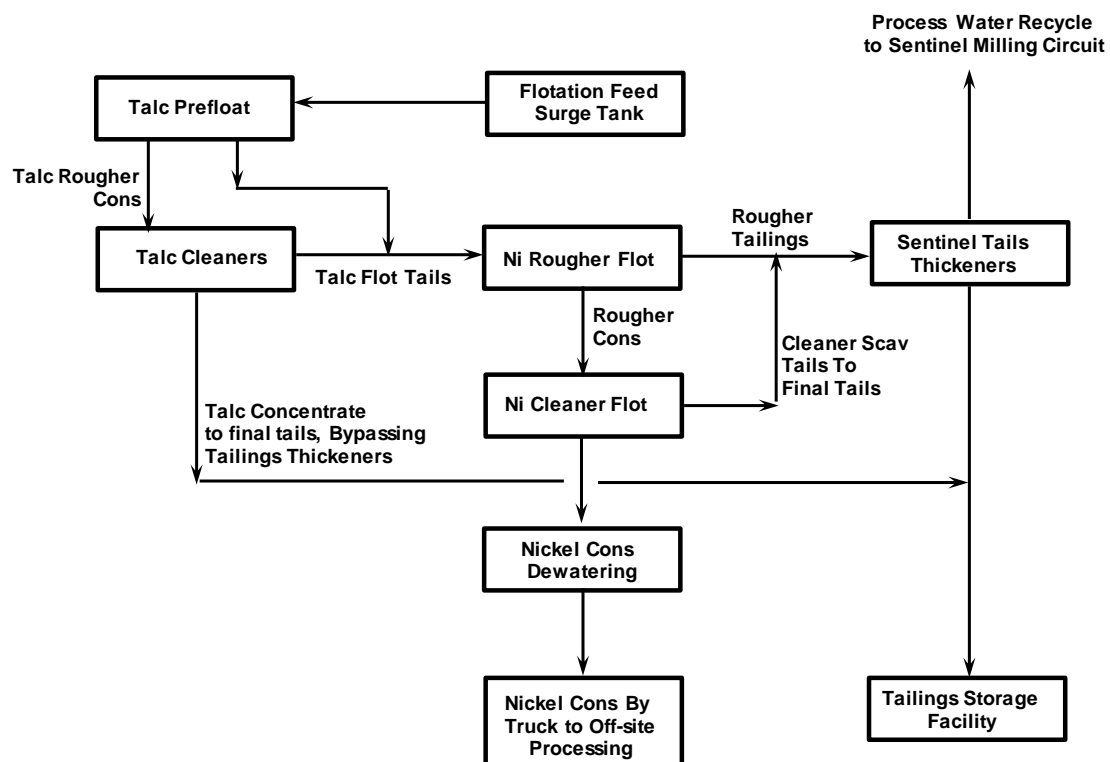 Process Water Recycle
to Sentinel Milling Circuit
Flotation Feed
Surge Tank
Talc Prefloat
Talc Rougher
Cons
Talc Cleaners
Talc Flot Tails
Ni Rougher Flot
Rougher
Tailings
Sentinel Tails
Thickeners
Rougher
Cons
Cleaner Scav
Tails To
Final Tails
Ni Cleaner Flot
Talc Concentrate
to final tails, Bypassing
Tailings Thickeners
Nickel Cons
Dewatering
Nickel Cons By
Truck to Off-site
Processing
Tailings Storage
Facility